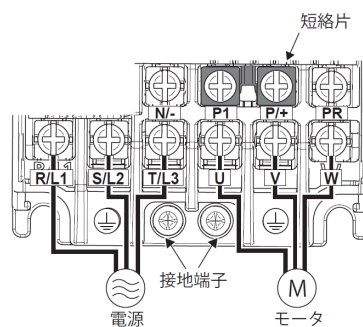 短絡片
N/- P1 P/+ PR
R/L1 S/L2 T/L3 U V W
接地端子
M
電源 モータ